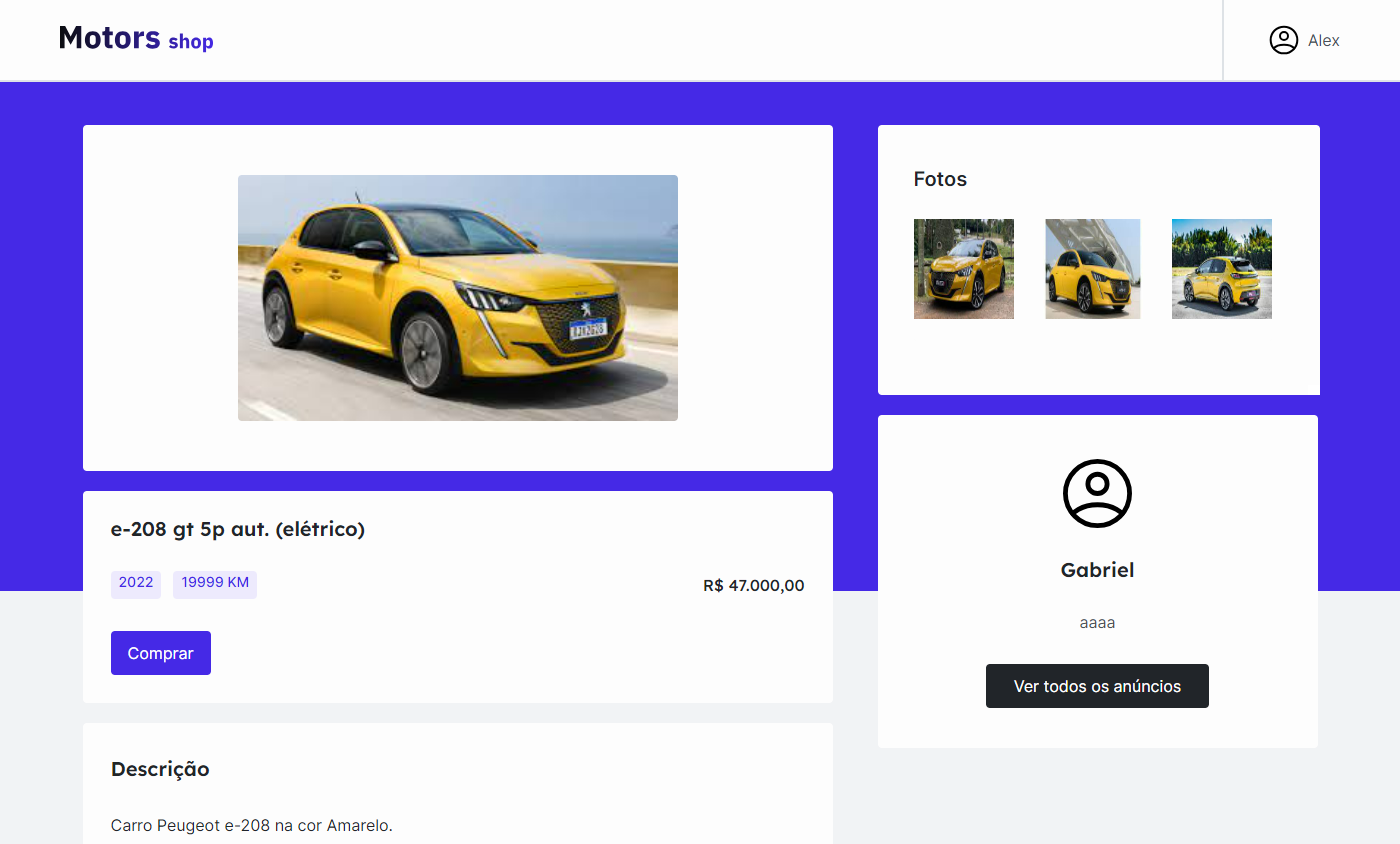 Motors shop
Alex
Fotos
e-208 gt 5p aut. (elétrico)
2022 19999 KM
R$ 47.000,00
Comprar
Gabriel
aaaa
Ver todos os anúncios
Descrição
Carro Peugeot e-208 na cor Amarelo.